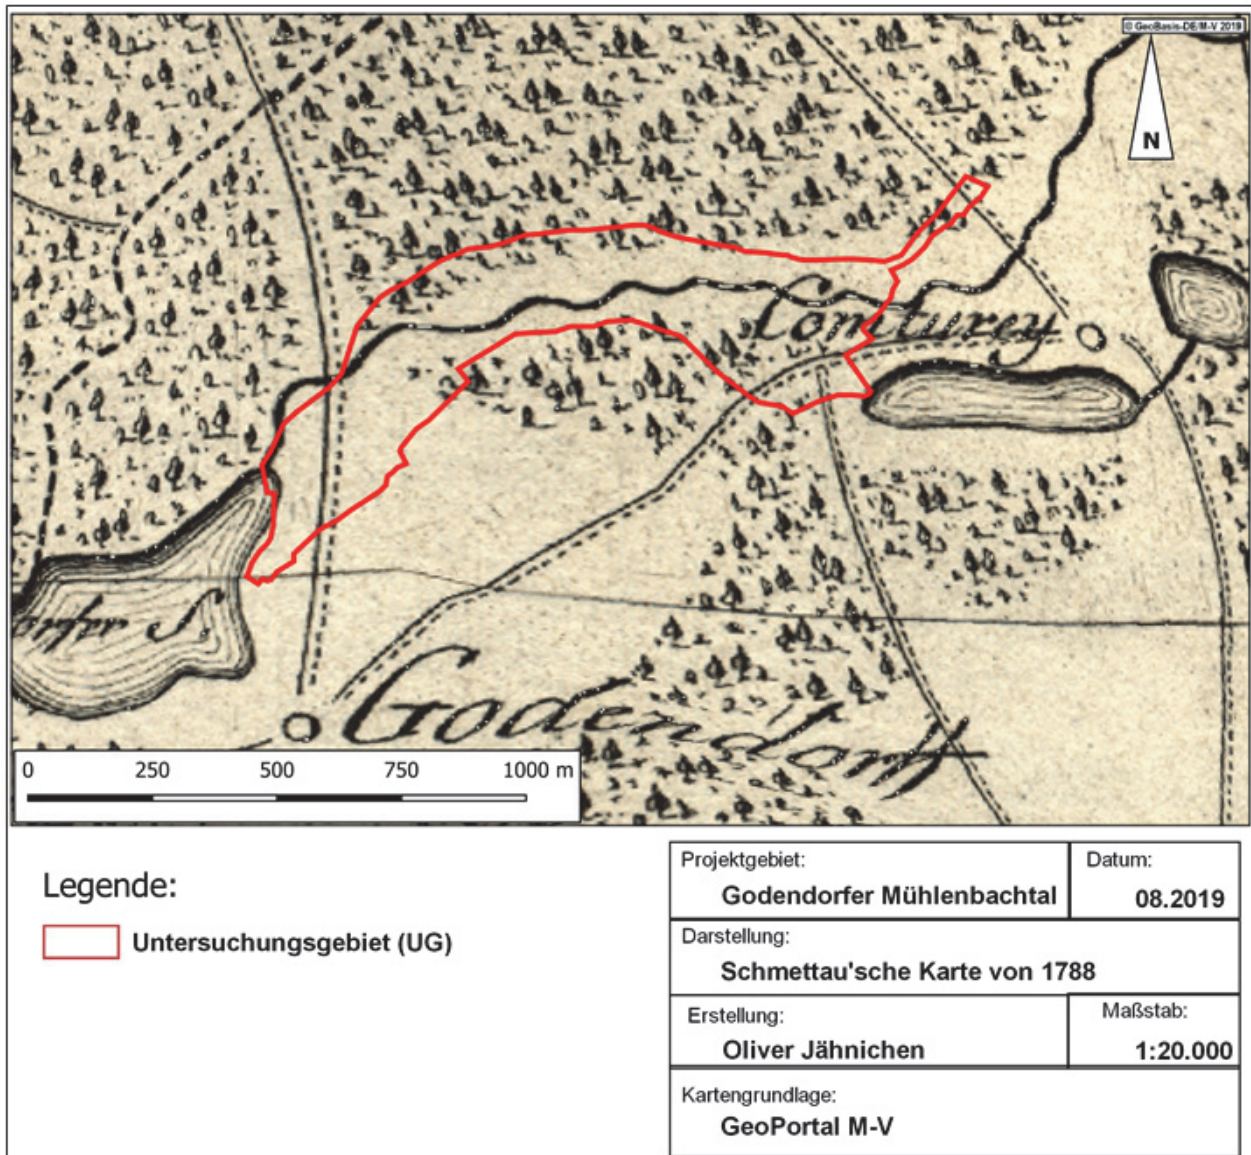 © GeoBasis-DE/M-V 2019
N
Comturey
Godendorff
0 250 500 750 1000 m
Legende:
Untersuchungsgebiet (UG)
Projektgebiet:
Godendorfer Mühlenbachtal
Datum:
08.2019
Darstellung:
Schmettau'sche Karte von 1788
Erstellung:
Oliver Jähnichen
Maßstab:
1:20.000
Kartengrundlage:
GeoPortal M-V